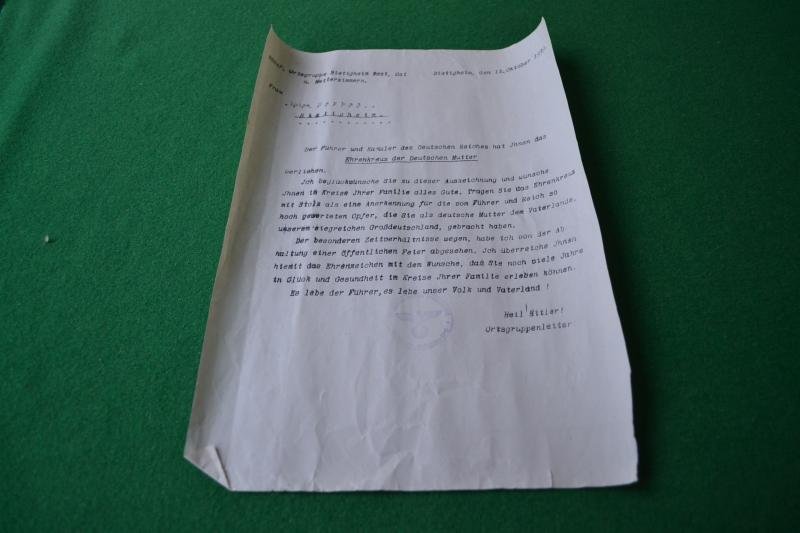 Ortsgruppe Bietigheim West, Ost Bietigheim, den 12. Oktober
u. Metterzimmern.
Frau
Bietigheim
Der Führer und Kanzler des Deutschen Reiches hat Jhnen das
Ehrenkreuz der Deutschen Mutter
verliehen.
Jch beglückwünsche Sie zu dieser Auszeichnung und wünsche
Jhnen im Kreise Jhrer Familie alles Gute. Tragen Sie das Ehrenkreuz
mit Stolz als eine Anerkennung für die vom Führer und Reich so
hoch gewerteten Opfer, die Sie als deutsche Mutter dem Vaterlande,
unserem siegreichen Großdeutschland, gebracht haben.
Der besonderen Zeitverhältnisse wegen, habe ich von der Ab
haltung einer öffentlichen Feier abgesehen. Jch überreiche Jhnen
hiemit das Ehrenzeichen mit dem Wunsche, daß Sie noch viele Jahre
in Glück und Gesundheit im Kreise Jhrer Familie erleben können.
Es lebe der Führer, es lebe unser Volk und Vaterland !
Heil Hitler!
Ortsgruppenleiter